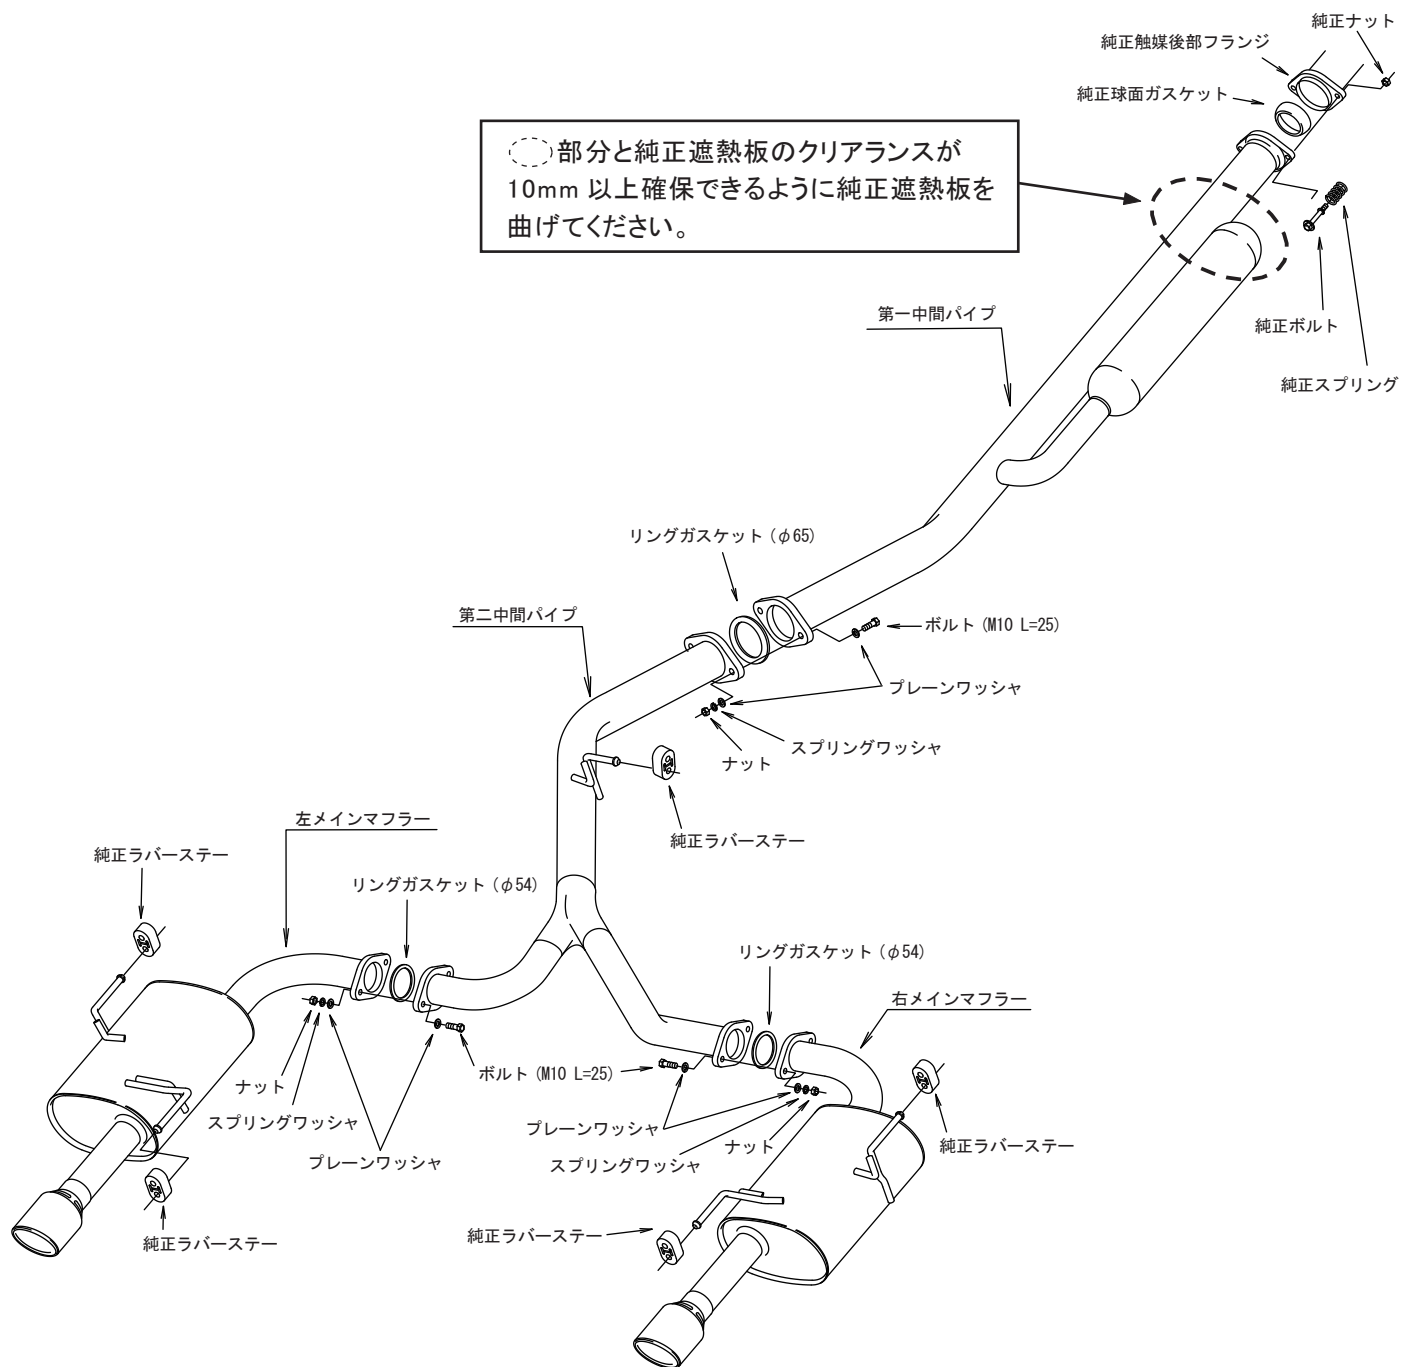 純正ナット
純正触媒後部フランジ
純正球面ガスケット
部分と純正遮熱板のクリアランスが
10mm 以上確保できるように純正遮熱板を
曲げてください。
第一中間パイプ
純正ボルト
純正スプリング
リングガスケット (φ65)
第二中間パイプ
ボルト (M10 L=25)
プレーンワッシャ
スプリングワッシャ
ナット
左メインマフラー
純正ラバーステー
純正ラバーステー
リングガスケット (φ54)
リングガスケット (φ54)
右メインマフラー
ナット
ボルト (M10 L=25)
スプリングワッシャ
プレーンワッシャ
プレーンワッシャ
ナット
純正ラバーステー
スプリングワッシャ
純正ラバーステー
純正ラバーステー